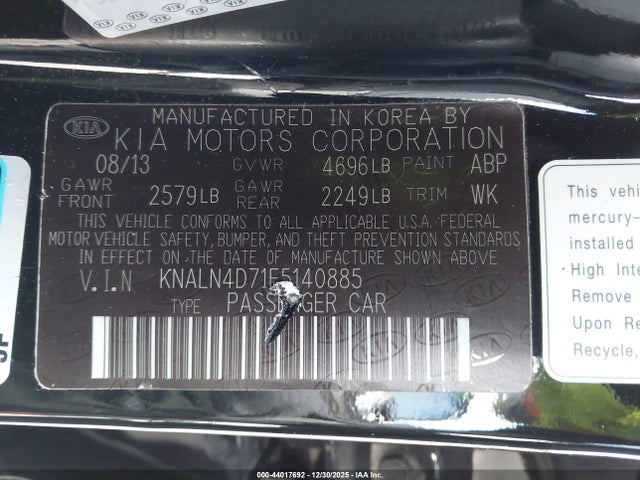 MANUFACTURED IN KOREA BY
KIA KIA MOTORS CORPORATION
08/13 GVWR 4696LB PAINT ABP
GAWR FRONT 2579LB GAWR REAR 2249LB TRIM WK
THIS VEHICLE CONFORMS TO ALL APPLICABLE U.S.A. FEDERAL
MOTOR VEHICLE SAFETY, BUMPER, AND THEFT PREVENTION STANDARDS
IN EFFECT ON THE DATE OF MANUFACTURE SHOWN ABOVE
V.I.N KNALN4D71E5140885
TYPE PASSENGER CAR
This vehi
mercury-
installed
· High Inte
Remove
Upon Re
Recycle,
000-44017692 - 12/30/2025 - IAA Inc.